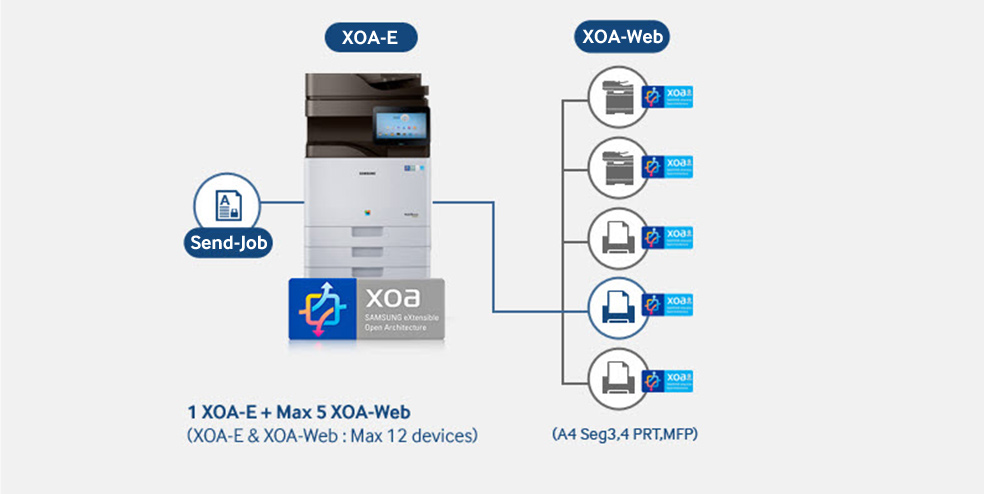 XOA-E
XOA-Web
SAMSUNG
A
Send-Job
xoa
SAMSUNG eXtensible
Open Architecture
xoa
xoa
xoa
xoa
xoa
1 XOA-E + Max 5 XOA-Web
(XOA-E & XOA-Web : Max 12 devices)
(A4 Seg3,4 PRT,MFP)